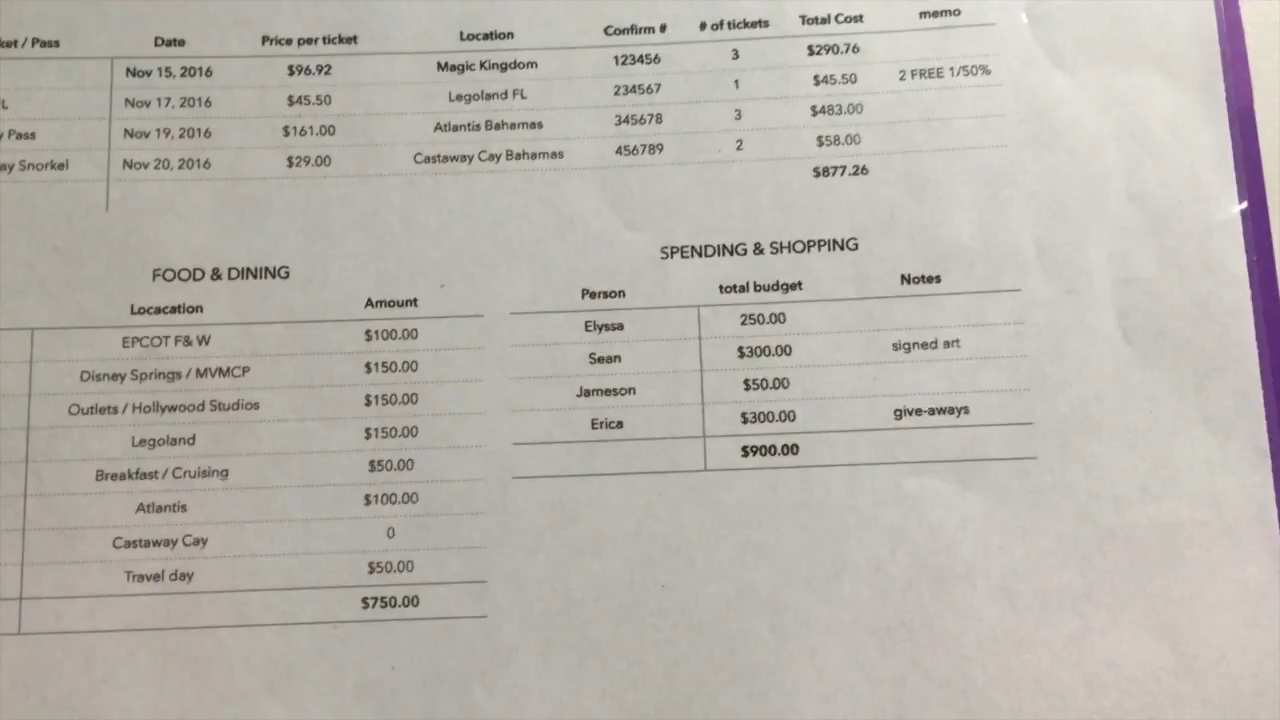 ket / Pass Date Price per ticket Location Confirm # # of tickets Total Cost memo
Nov 15, 2016 $96.92 Magic Kingdom 123456 3 $290.76
L Nov 17, 2016 $45.50 Legoland FL 234567 1 $45.50 2 FREE 1/50%
y Pass Nov 19, 2016 $161.00 Atlantis Bahamas 345678 3 $483.00
ay Snorkel Nov 20, 2016 $29.00 Castaway Cay Bahamas 456789 2 $58.00
$877.26
FOOD & DINING
Locacation Amount
EPCOT F& W $100.00
Disney Springs / MVMCP $150.00
Outlets / Hollywood Studios $150.00
Legoland $150.00
Breakfast / Cruising $50.00
Atlantis $100.00
Castaway Cay 0
Travel day $50.00
$750.00
SPENDING & SHOPPING
Person total budget Notes
Elyssa 250.00
Sean $300.00 signed art
Jameson $50.00
Erica $300.00 give-aways
$900.00